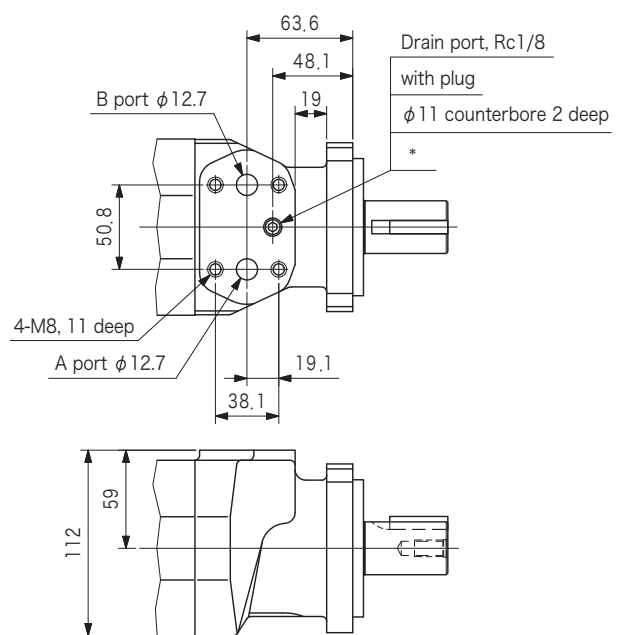 63.6
Drain port, Rc1/8
48.1
with plug
B port φ12.7
19
φ11 counterbore 2 deep
*
50.8
4-M8, 11 deep
A port φ12.7
19.1
38.1
59
112